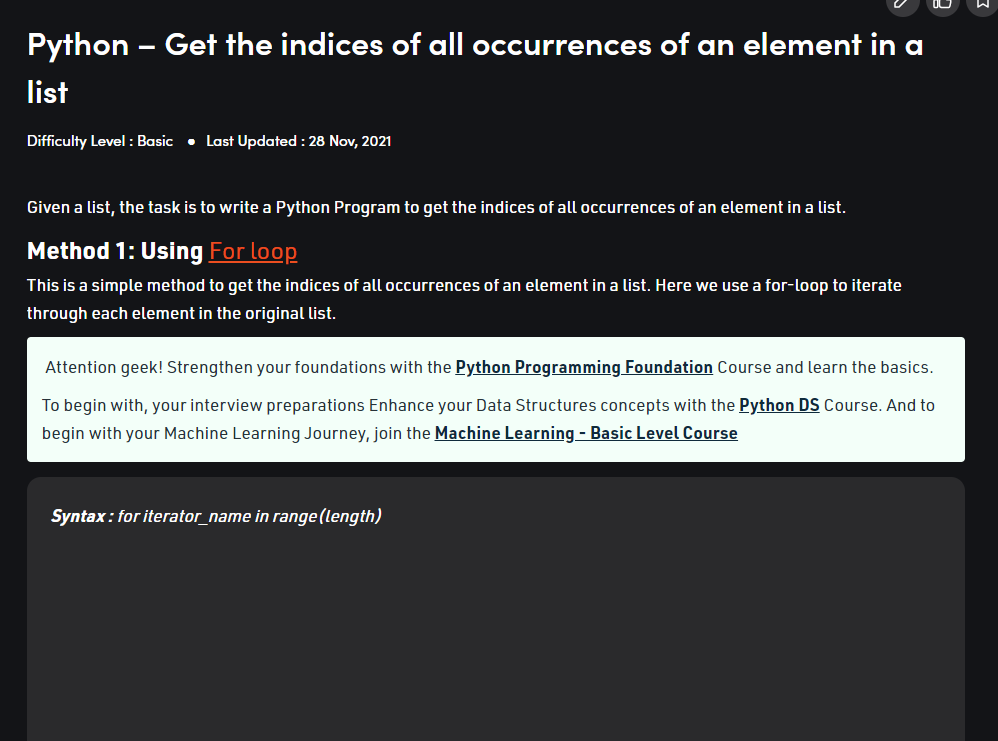 Python – Get the indices of all occurrences of an element in a
list
Difficulty Level : Basic ● Last Updated : 28 Nov, 2021
Given a list, the task is to write a Python Program to get the indices of all occurrences of an element in a list.
Method 1: Using For loop
This is a simple method to get the indices of all occurrences of an element in a list. Here we use a for-loop to iterate
through each element in the original list.
Attention geek! Strengthen your foundations with the Python Programming Foundation Course and learn the basics.
To begin with, your interview preparations Enhance your Data Structures concepts with the Python DS Course. And to
begin with your Machine Learning Journey, join the Machine Learning - Basic Level Course
Syntax : for iterator_name in range(length)